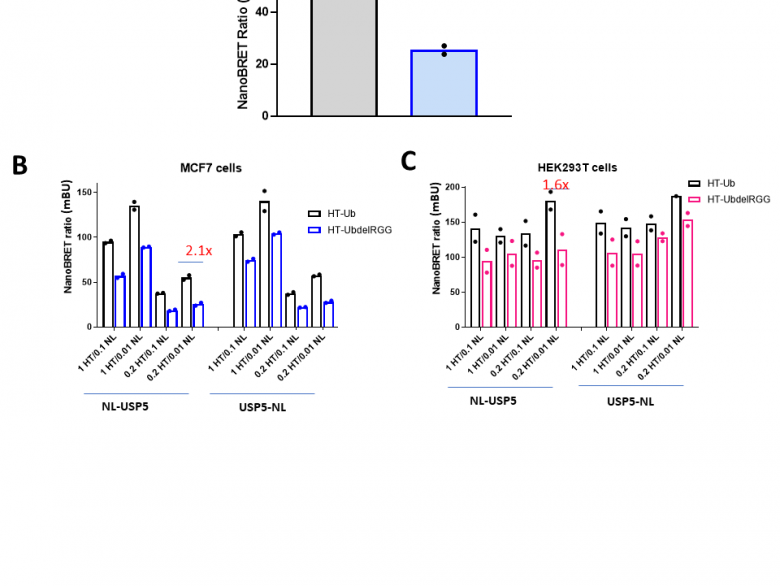 NanoBRET Ratio (
40
20
0
B
MCF7 cells
NanoBRET ratio (mBU)
150
100
50
0
2.1x
HT-Ub
HT-UbdelRGG
1 HT/0.1 NL
1 HT/0.01 NL
0.2 HT/0.1 NL
0.2 HT/0.01 NL
1 HT/0.1 NL
1 HT/0.01 NL
0.2 HT/0.1 NL
0.2 HT/0.01 NL
NL-USP5
USP5-NL
C
HEK293T cells
NanoBRET ratio (mBU)
200
150
100
50
0
1.6x
HT-Ub
HT-UbdelRGG
1 HT/0.1 NL
1 HT/0.01 NL
0.2 HT/0.1 NL
0.2 HT/0.01 NL
1 HT/0.1 NL
1 HT/0.01 NL
0.2 HT/0.1 NL
0.2 HT/0.01 NL
NL-USP5
USP5-NL